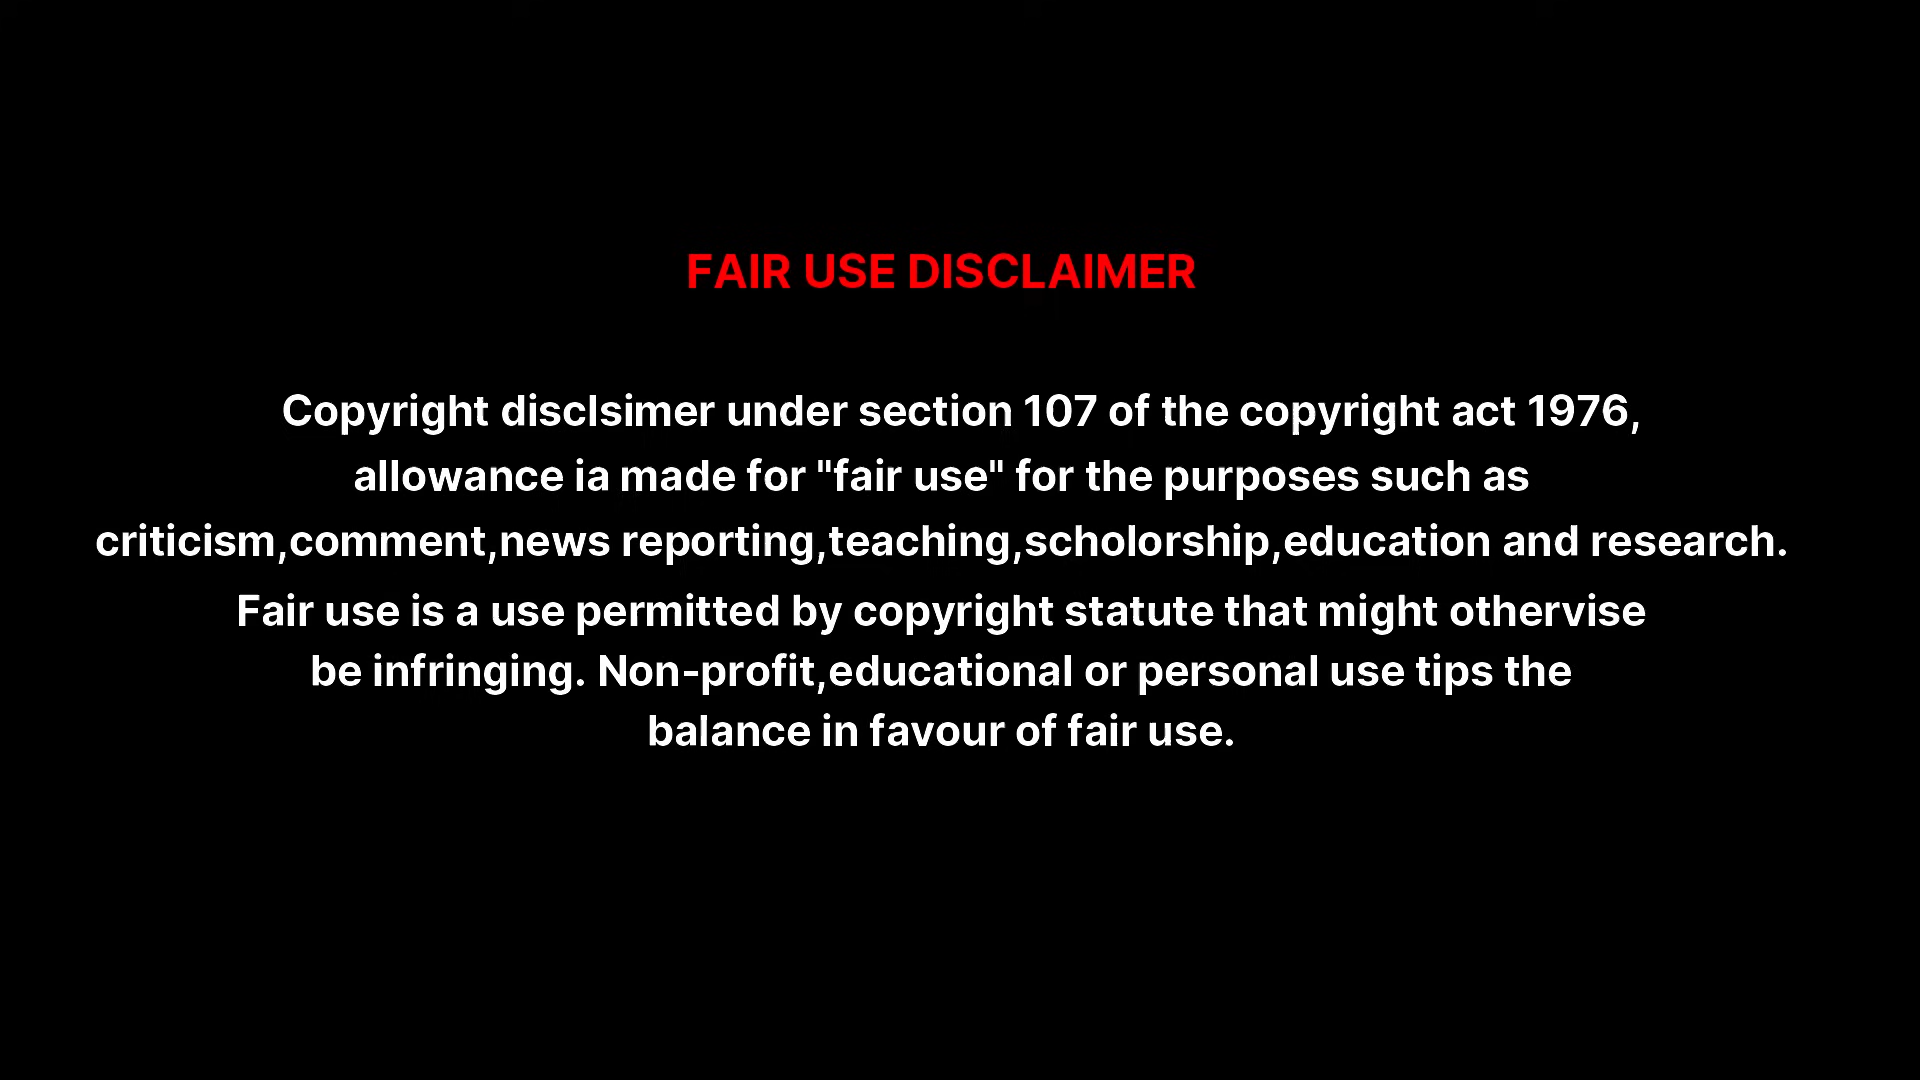 FAIR USE DISCLAIMER
Copyright disclsimer under section 107 of the copyright act 1976,
allowance ia made for "fair use" for the purposes such as
criticism,comment,news reporting,teaching,scholorship,education and research.
Fair use is a use permitted by copyright statute that might othervise
be infringing. Non-profit,educational or personal use tips the
balance in favour of fair use.